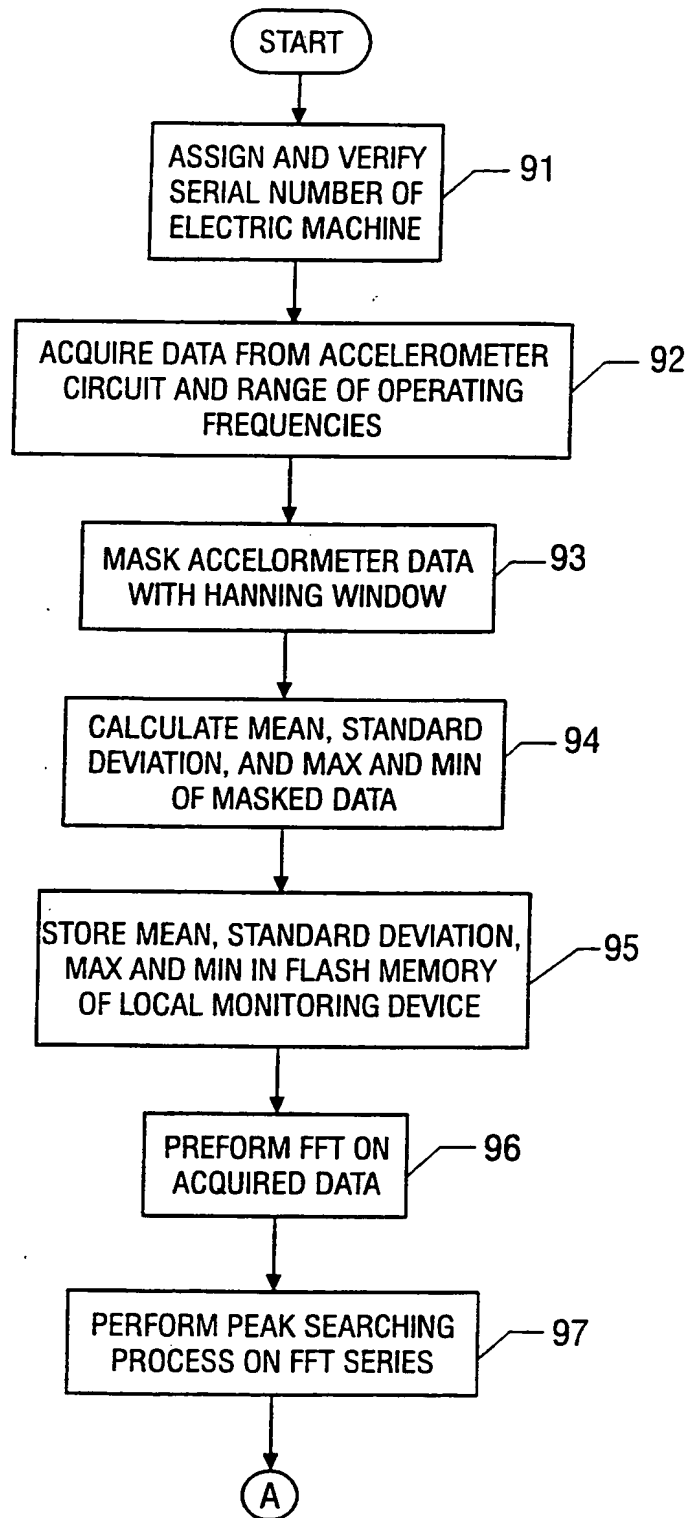 START
ASSIGN AND VERIFY
SERIAL NUMBER OF
ELECTRIC MACHINE
91
ACQUIRE DATA FROM ACCELEROMETER
CIRCUIT AND RANGE OF OPERATING
FREQUENCIES
92
MASK ACCELORMETER DATA
WITH HANNING WINDOW
93
CALCULATE MEAN, STANDARD
DEVIATION, AND MAX AND MIN
OF MASKED DATA
94
STORE MEAN, STANDARD DEVIATION,
MAX AND MIN IN FLASH MEMORY
OF LOCAL MONITORING DEVICE
95
PREFORM FFT ON
ACQUIRED DATA
96
PERFORM PEAK SEARCHING
PROCESS ON FFT SERIES
97
A